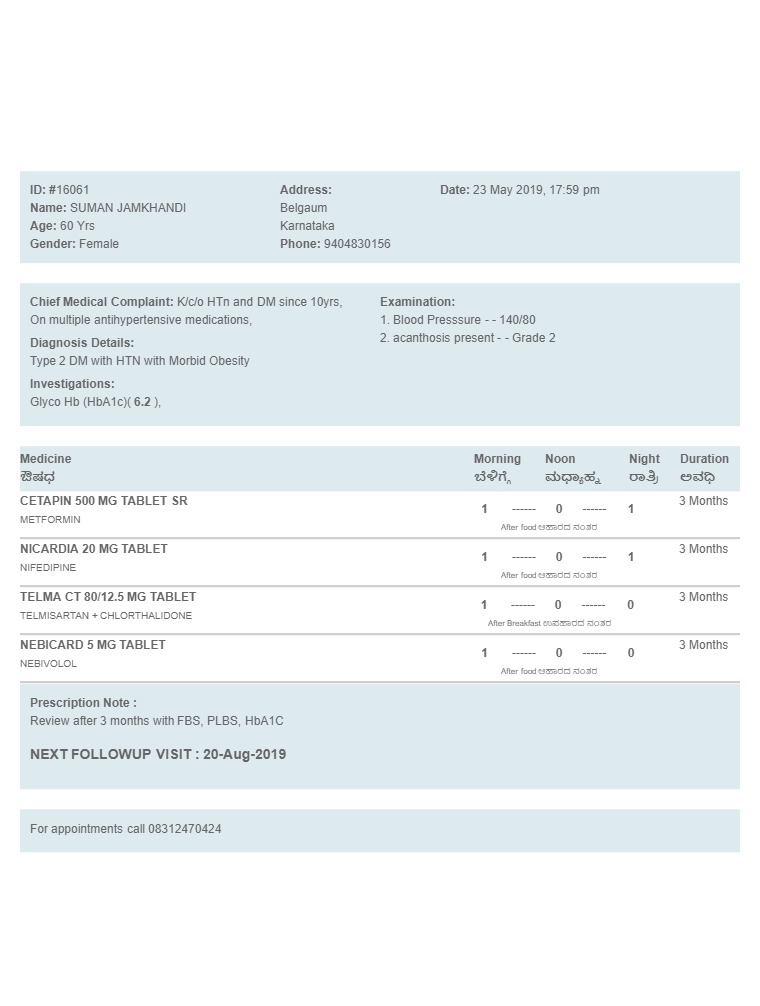 ID: #16061
Name: SUMAN JAMKHANDI
Age: 60 Yrs
Gender: Female
Address:
Belgaum
Karnataka
Phone: 9404830156
Date: 23 May 2019, 17:59 pm
Chief Medical Complaint: K/c/o HTn and DM since 10yrs,
On multiple antihypertensive medications,
Diagnosis Details:
Type 2 DM with HTN with Morbid Obesity
Investigations:
Glyco Hb (HbA1c)( 6.2 ),
Examination:
1. Blood Presssure - - 140/80
2. acanthosis present - - Grade 2
Medicine Morning Noon Night Duration
ಔಷಧ ಬೆಳಿಗ್ಗೆ ಮಧ್ಯಾಹ್ನ ರಾತ್ರಿ ಅವಧಿ
CETAPIN 500 MG TABLET SR 1 ------ 0 ------ 1 3 Months
METFORMIN
After food ಆಹಾರದ ನಂತರ
NICARDIA 20 MG TABLET 1 ------ 0 ------ 1 3 Months
NIFEDIPINE
After food ಆಹಾರದ ನಂತರ
TELMA CT 80/12.5 MG TABLET 1 ------ 0 ------ 0 3 Months
TELMISARTAN + CHLORTHALIDONE
After Breakfast ಉಪಹಾರದ ನಂತರ
NEBICARD 5 MG TABLET 1 ------ 0 ------ 0 3 Months
NEBIVOLOL
After food ಆಹಾರದ ನಂತರ
Prescription Note :
Review after 3 months with FBS, PLBS, HbA1C
NEXT FOLLOWUP VISIT : 20-Aug-2019
For appointments call 08312470424